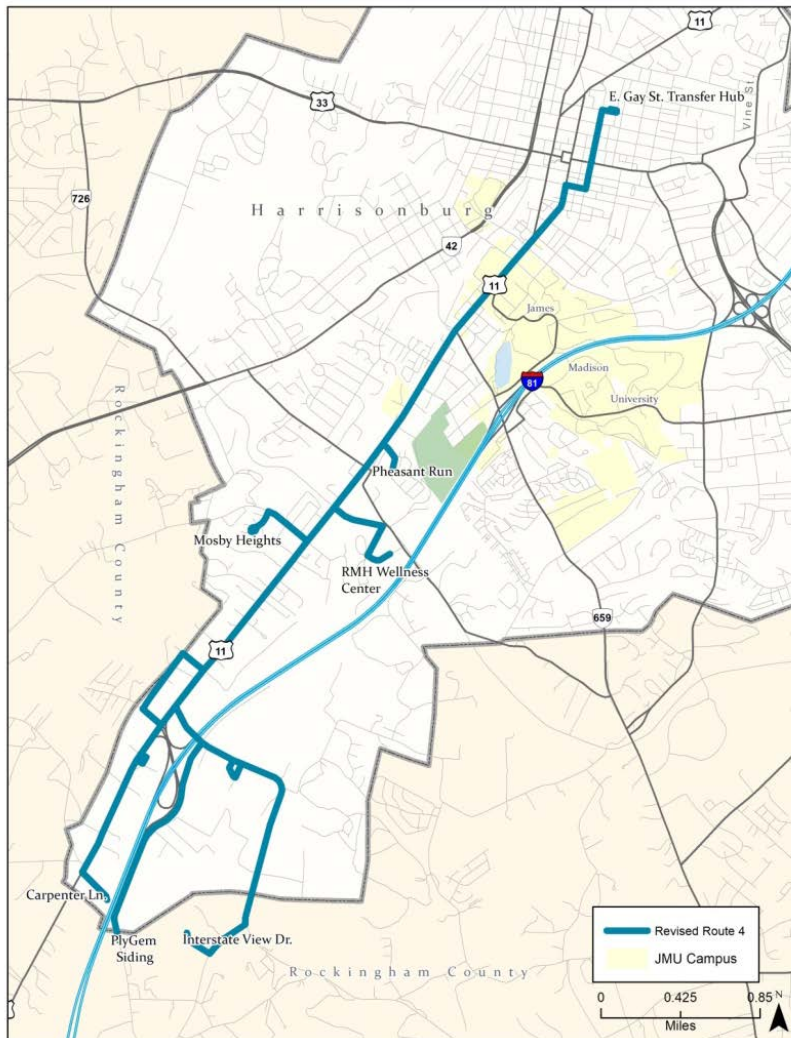 11
E. Gay St. Transfer Hub
33
Vine St
726
Harrisonburg
42
11
James
Madison
81
University
Rockingham County
Pheasant Run
Mosby Heights
RMH Wellness
Center
659
11
Carpenter Ln.
PlyGem
Siding
Interstate View Dr.
Rockingham County
Revised Route 4
JMU Campus
0 0.425 0.85
Miles
N